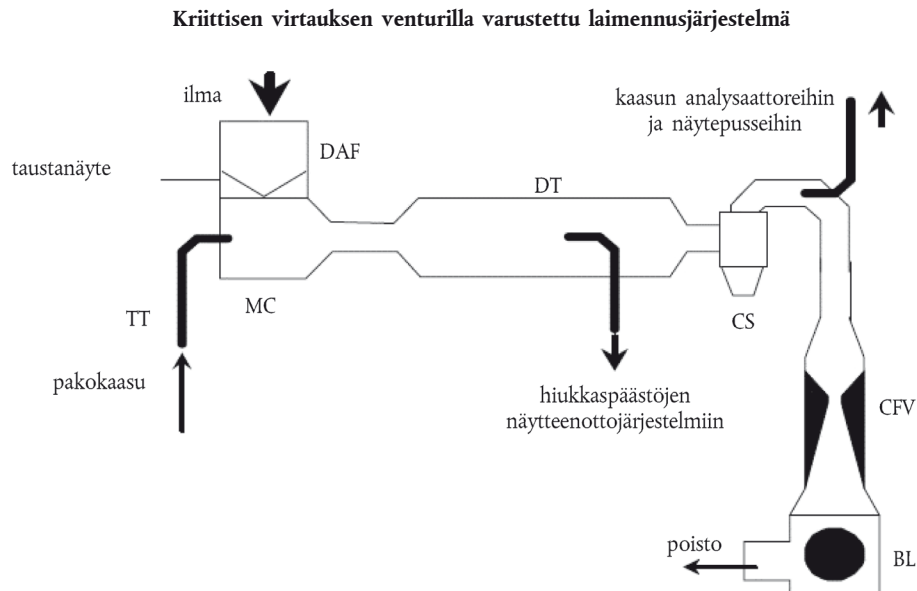 Kriittisen virtauksen venturilla varustettu laimennusjärjestelmä
ilma
kaasun analysaattoreihin
ja näytepusseihin
DAF
taustanäyte
DT
MC
TT
CS
pakokaasu
hiukkaspäästöjen
näytteenottojärjestelmiin
CFV
poisto
BL